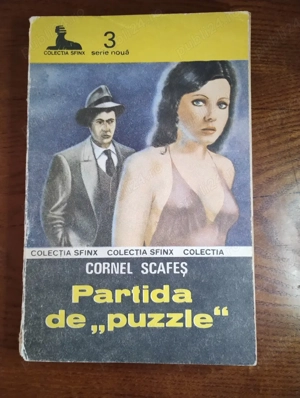 COLECȚIA SFINX
3
serie nouă
COLECȚIA SFINX COLECȚIA SFINX COLECȚIA
CORNEL SCAFEȘ
Partida
de „puzzle“